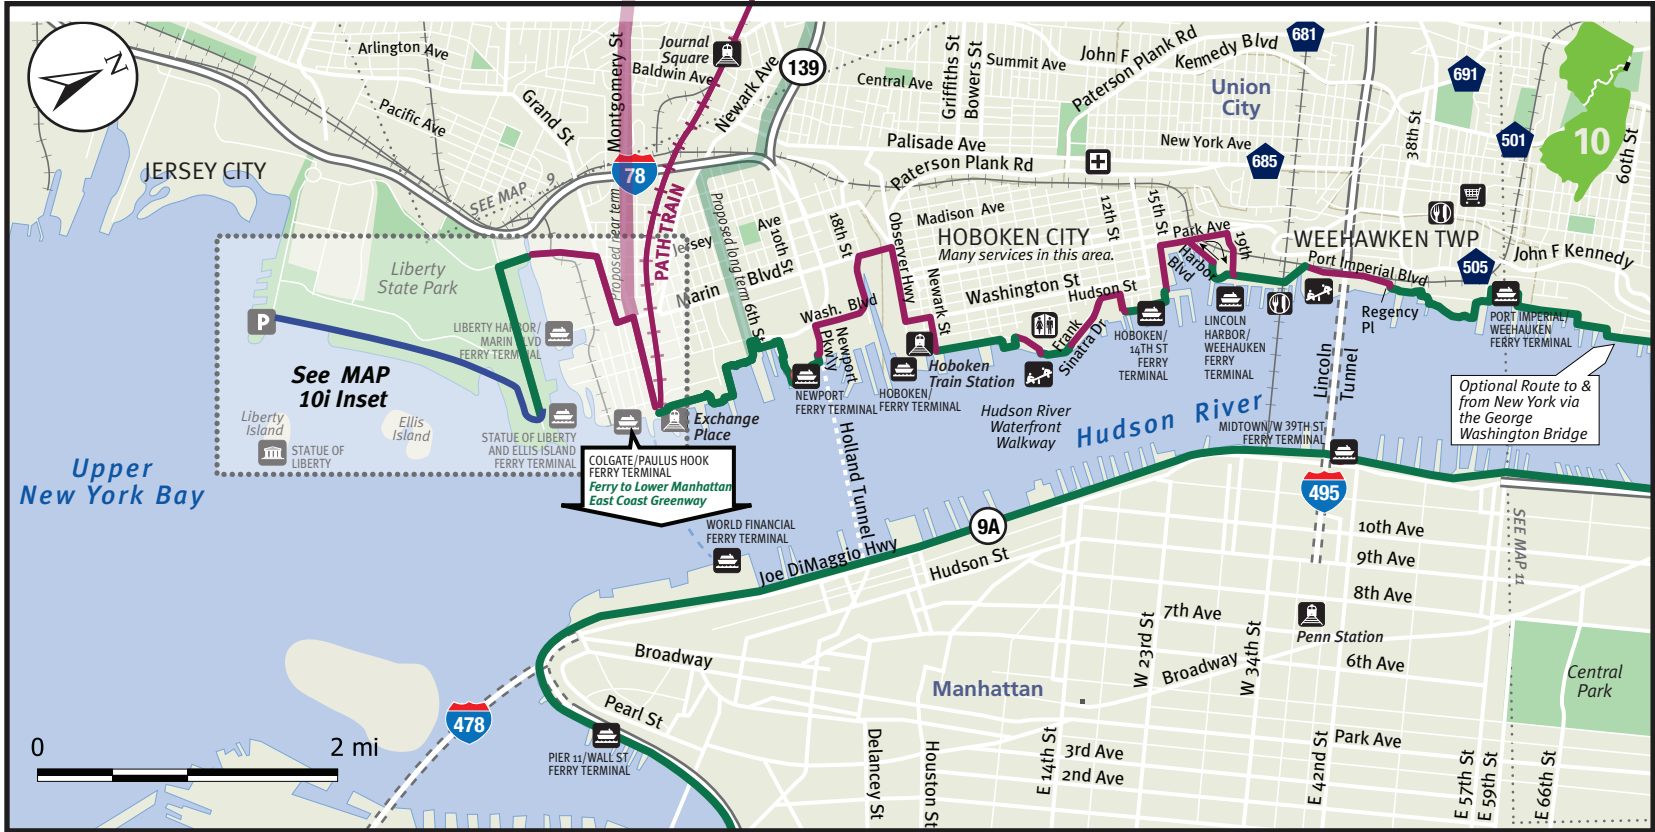 N
Arlington Ave
Pacific Ave
Grand St
Montgomery St
Journal
Square
Baldwin Ave
Newark Ave
139
Central Ave
Griffiths St
Bowers St
Summit Ave
John F
Kennedy Blvd
Paterson Plank Rd
681
Union
City
691
501
10
60th St
38th St
New York Ave
685
Palisade Ave
Paterson Plank Rd
JERSEY CITY
SEE MAP 9
78
PATH TRAIN
Proposed near term
Proposed long term
Jersey
Ave
10th St
18th St
Observer Hwy
Madison Ave
HOBOKEN CITY
Many services in this area.
12th St
15th St
Park Ave
19th
Harbor
Blvd
WEEHAWKEN TWP
Port Imperial Blvd
505
John F Kennedy
Liberty
State Park
Marin
Blvd
6th St
Wash. Blvd
Newark St
Washington St
Hudson St
Frank
Sinatra Dr
Newport
Pkwy
P
LIBERTY HARBOR/
MARIN BLVD
FERRY TERMINAL
See MAP
10i Inset
Liberty
Island
Ellis
Island
STATUE OF
LIBERTY
STATUE OF LIBERTY
AND ELLIS ISLAND
FERRY TERMINAL
Exchange
Place
NEWPORT
FERRY TERMINAL
HOBOKEN/
FERRY TERMINAL
Hoboken
Train Station
Hudson River
Waterfront
Walkway
HOBOKEN/
14TH ST
FERRY
TERMINAL
LINCOLN
HARBOR/
WEEHAUKEN
FERRY
TERMINAL
Lincoln
Tunnel
Regency
Pl
PORT IMPERIAL/
WEEHAUKEN
FERRY TERMINAL
Optional Route to &
from New York via
the George
Washington Bridge
Hudson River
MIDTOWN/W 39TH ST
FERRY TERMINAL
Upper
New York Bay
COLGATE/PAULUS HOOK
FERRY TERMINAL
Ferry to Lower Manhattan
East Coast Greenway
Holland Tunnel
WORLD FINANCIAL
FERRY TERMINAL
Joe DiMaggio Hwy
9A
Hudson St
495
10th Ave
9th Ave
8th Ave
SEE MAP 11
7th Ave
Penn Station
6th Ave
Broadway
W 23rd St
Broadway
W 34th St
Central
Park
Manhattan
Pearl St
478
PIER 11/WALL ST
FERRY TERMINAL
0
2 mi
Delancey St
Houston St
E 14th St
3rd Ave
2nd Ave
Park Ave
E 42nd St
E 57th St
E 59th St
E 66th St